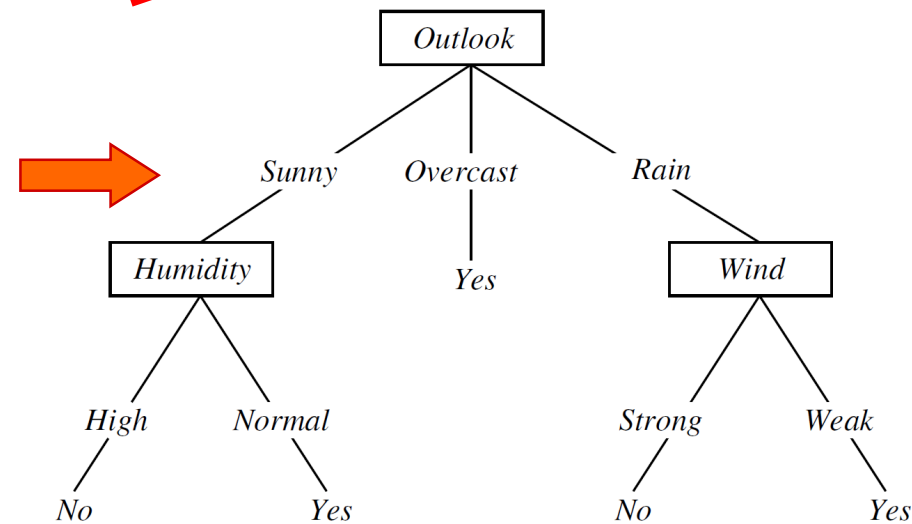 Outlook
Sunny Overcast Rain
Humidity Yes Wind
High Normal Strong Weak
No Yes No Yes